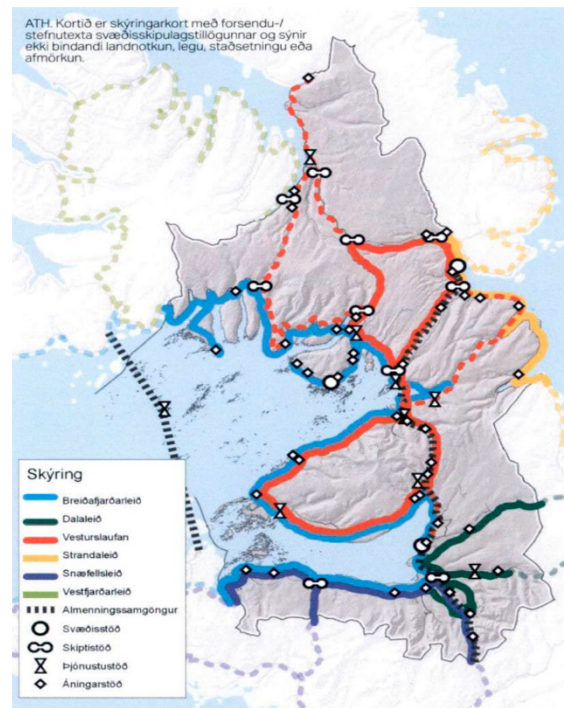 ATH. Kortið er skýringarkort með forsendu-/
stefnutexta svæðisskipulagstillögunnar og sýnir
ekki bindandi landnotkun, legu, staðsetningu eða
afmörkun.
Skýring
Breiðafjarðarleið
Dalaleið
Vesturslaufan
Strandaleið
Snæfellsleið
Vestfjarðarleið
Almenningssamgöngur
Svæðisstöð
Skiptistöð
Þjónustustöð
Áningarstöð